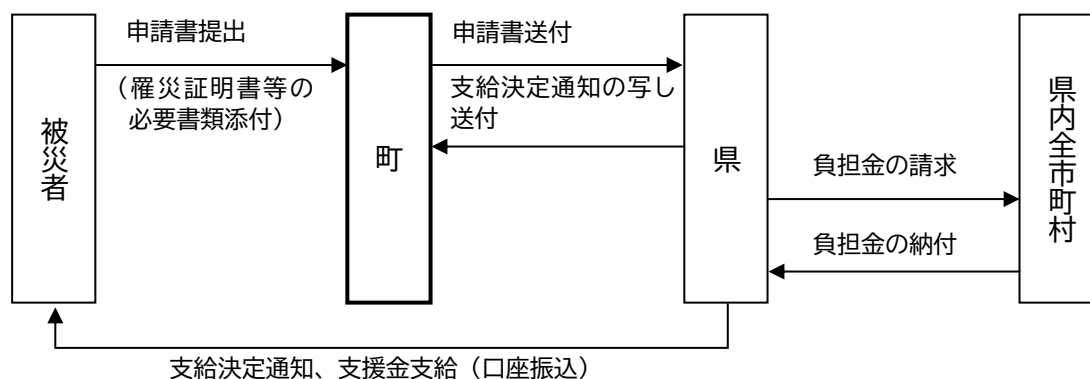 申請書提出
（罹災証明書等の
必要書類添付）
申請書送付
支給決定通知の写し
送付
被災者
町
県
県内全市町村
負担金の請求
負担金の納付
支給決定通知、支援金支給（口座振込）